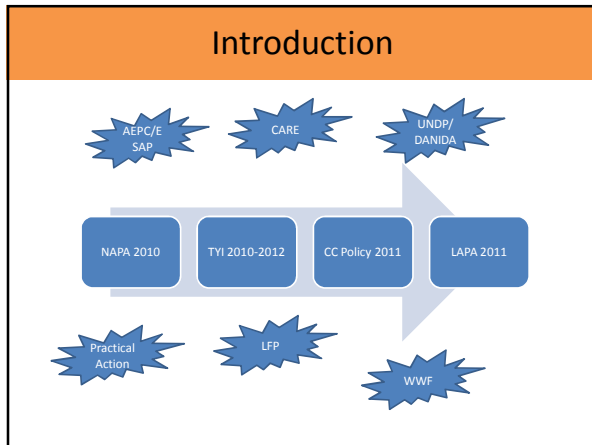 Introduction
AEPC/E
SAP
CARE
UNDP/
DANIDA
NAPA 2010
TYI 2010-2012
CC Policy 2011
LAPA 2011
Practical
Action
LFP
WWF